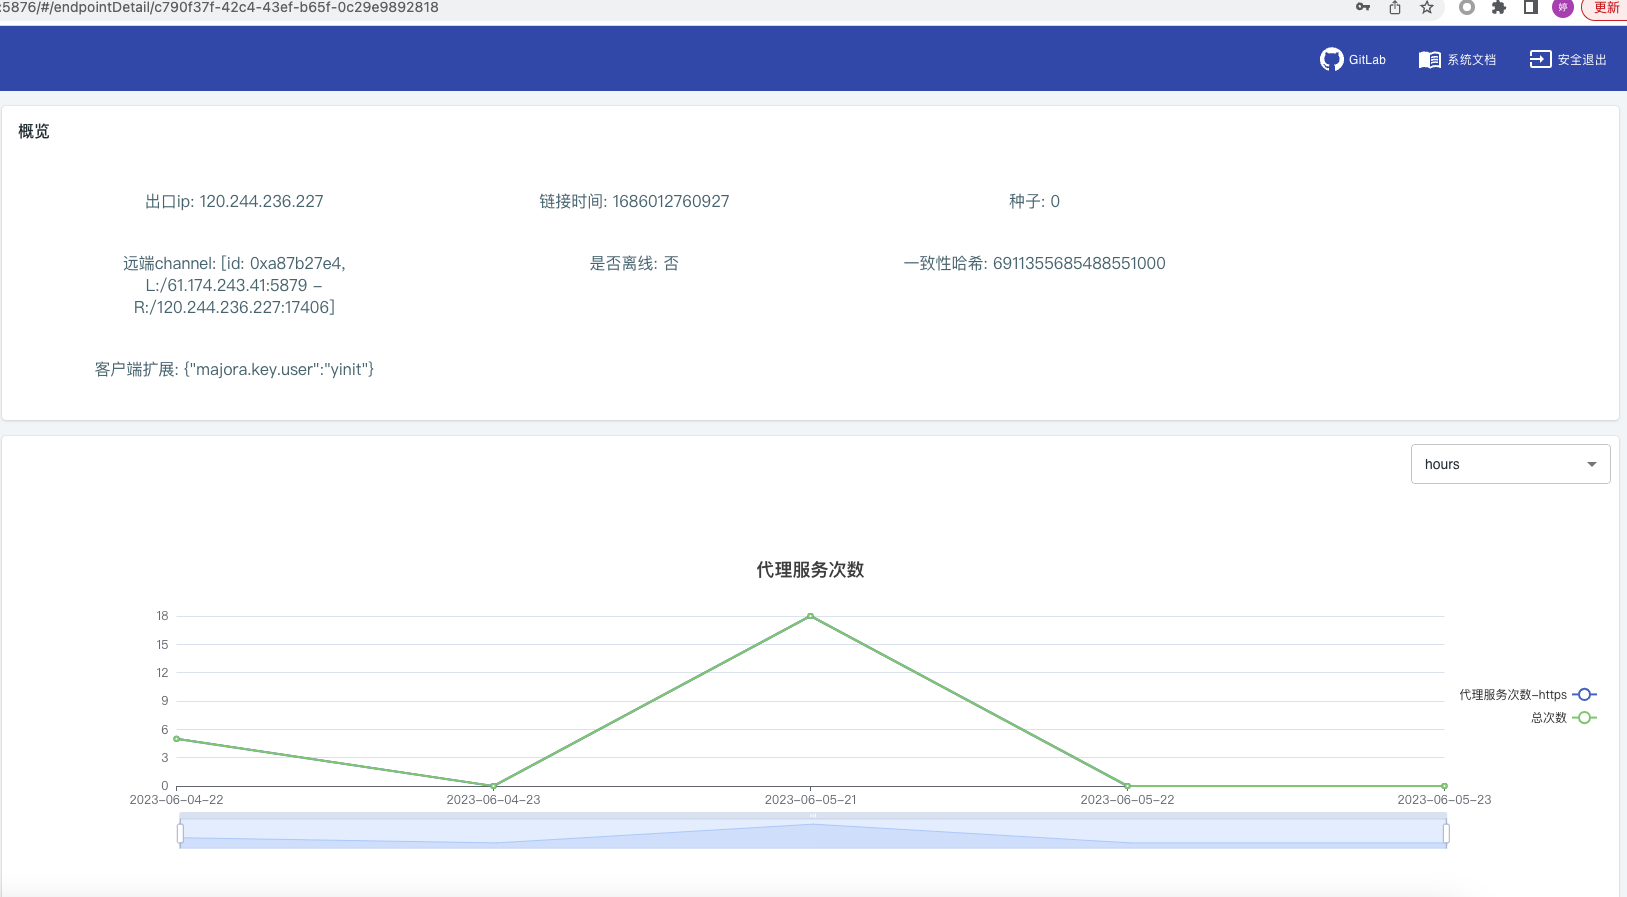 :5876/#/endpointDetail/c790f37f-42c4-43ef-b65f-0c29e9892818
婷
更新
GitLab
系统文档
安全退出
概览
出口ip: 120.244.236.227
链接时间: 1686012760927
种子: 0
远端channel: [id: 0xa87b27e4,
L:/61.174.243.41:5879 –
R:/120.244.236.227:17406]
是否离线: 否
一致性哈希: 6911355685488551000
客户端扩展: {"majora.key.user":"yinit"}
hours
代理服务次数
18
15
12
9
6
3
0
2023-06-04-22
2023-06-04-23
2023-06-05-21
2023-06-05-22
2023-06-05-23
代理服务次数-https
总次数